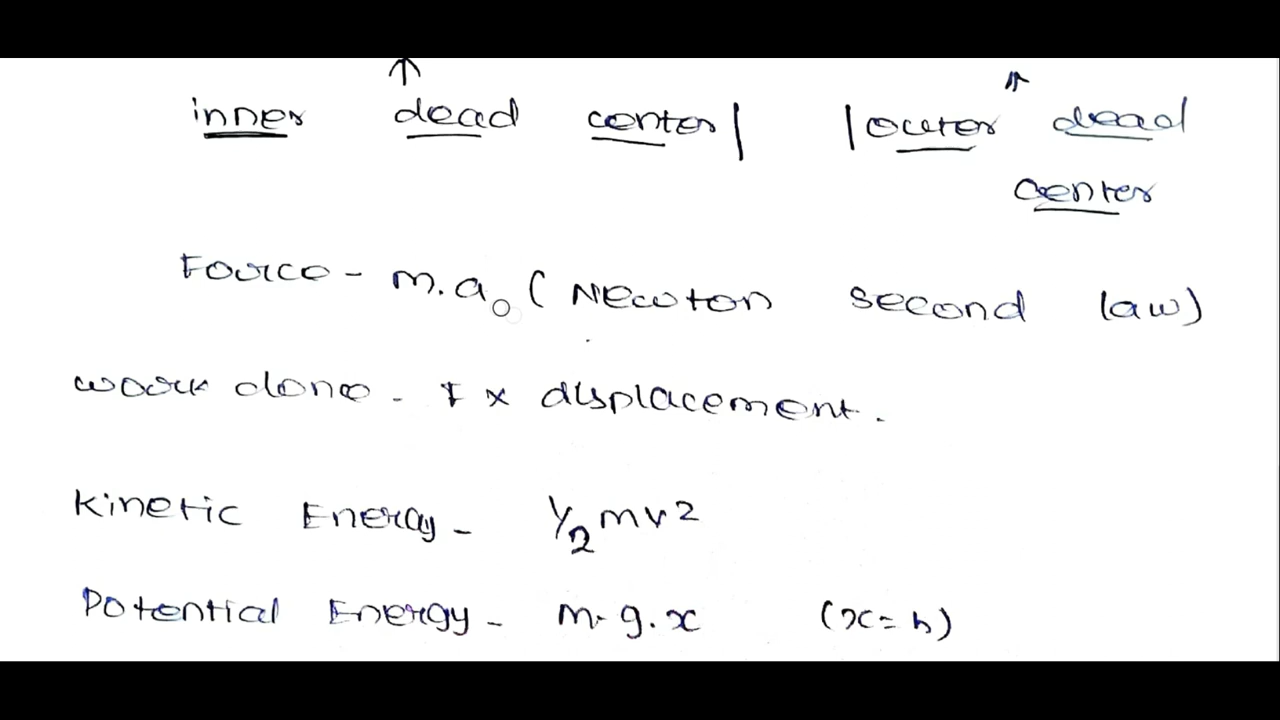 ↑ ↑
inner dead center| |outer dead
center
Fource - m.a. (Newton second law)
work done - F x displacement.
Kinetic Energy - 1/2 mv2
Potential Energy - m.g.x (x=h)